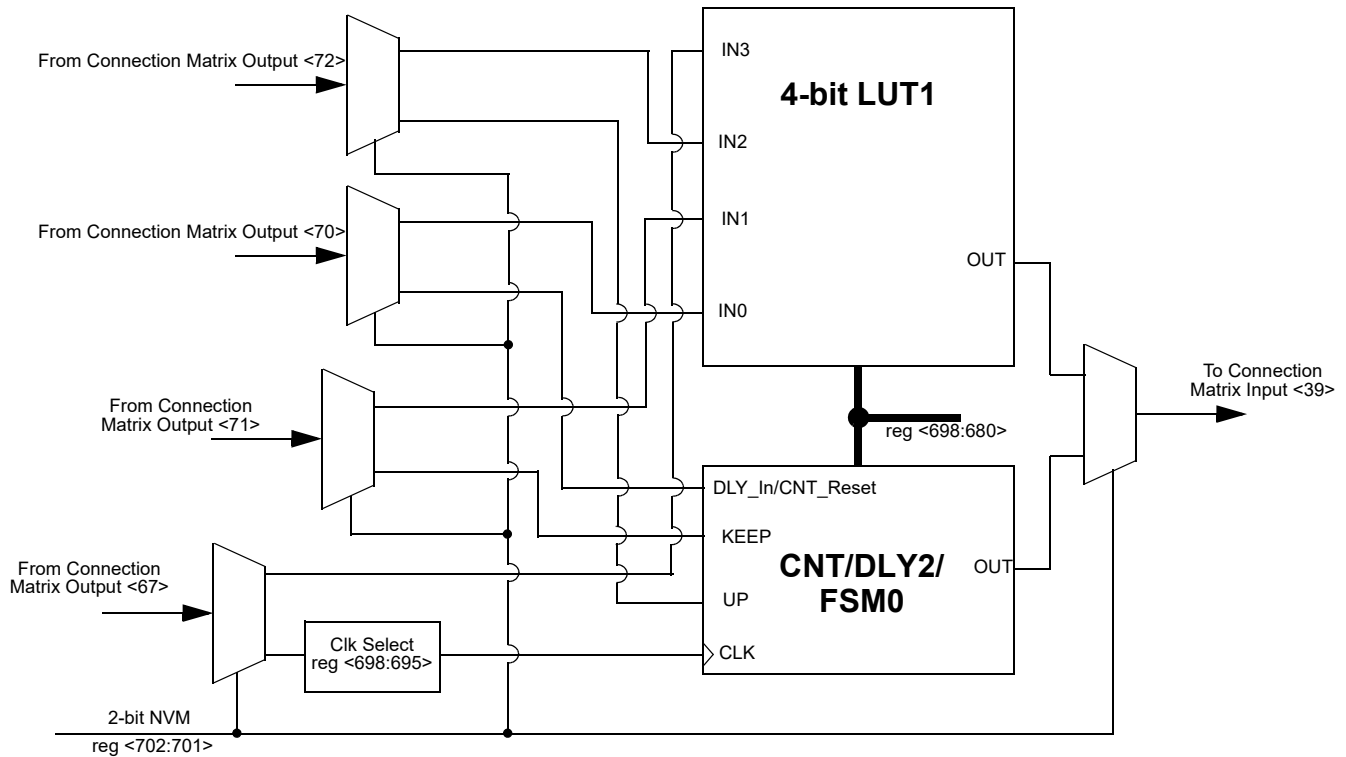 From Connection Matrix Output <72>
IN3
4-bit LUT1
IN2
From Connection Matrix Output <70>
IN1
OUT
IN0
To Connection
Matrix Input <39>
From Connection
Matrix Output <71>
reg <698:680>
DLY_In/CNT_Reset
KEEP
CNT/DLY2/
FSM0
OUT
From Connection
Matrix Output <67>
UP
Clk Select
reg <698:695>
CLK
2-bit NVM
reg <702:701>